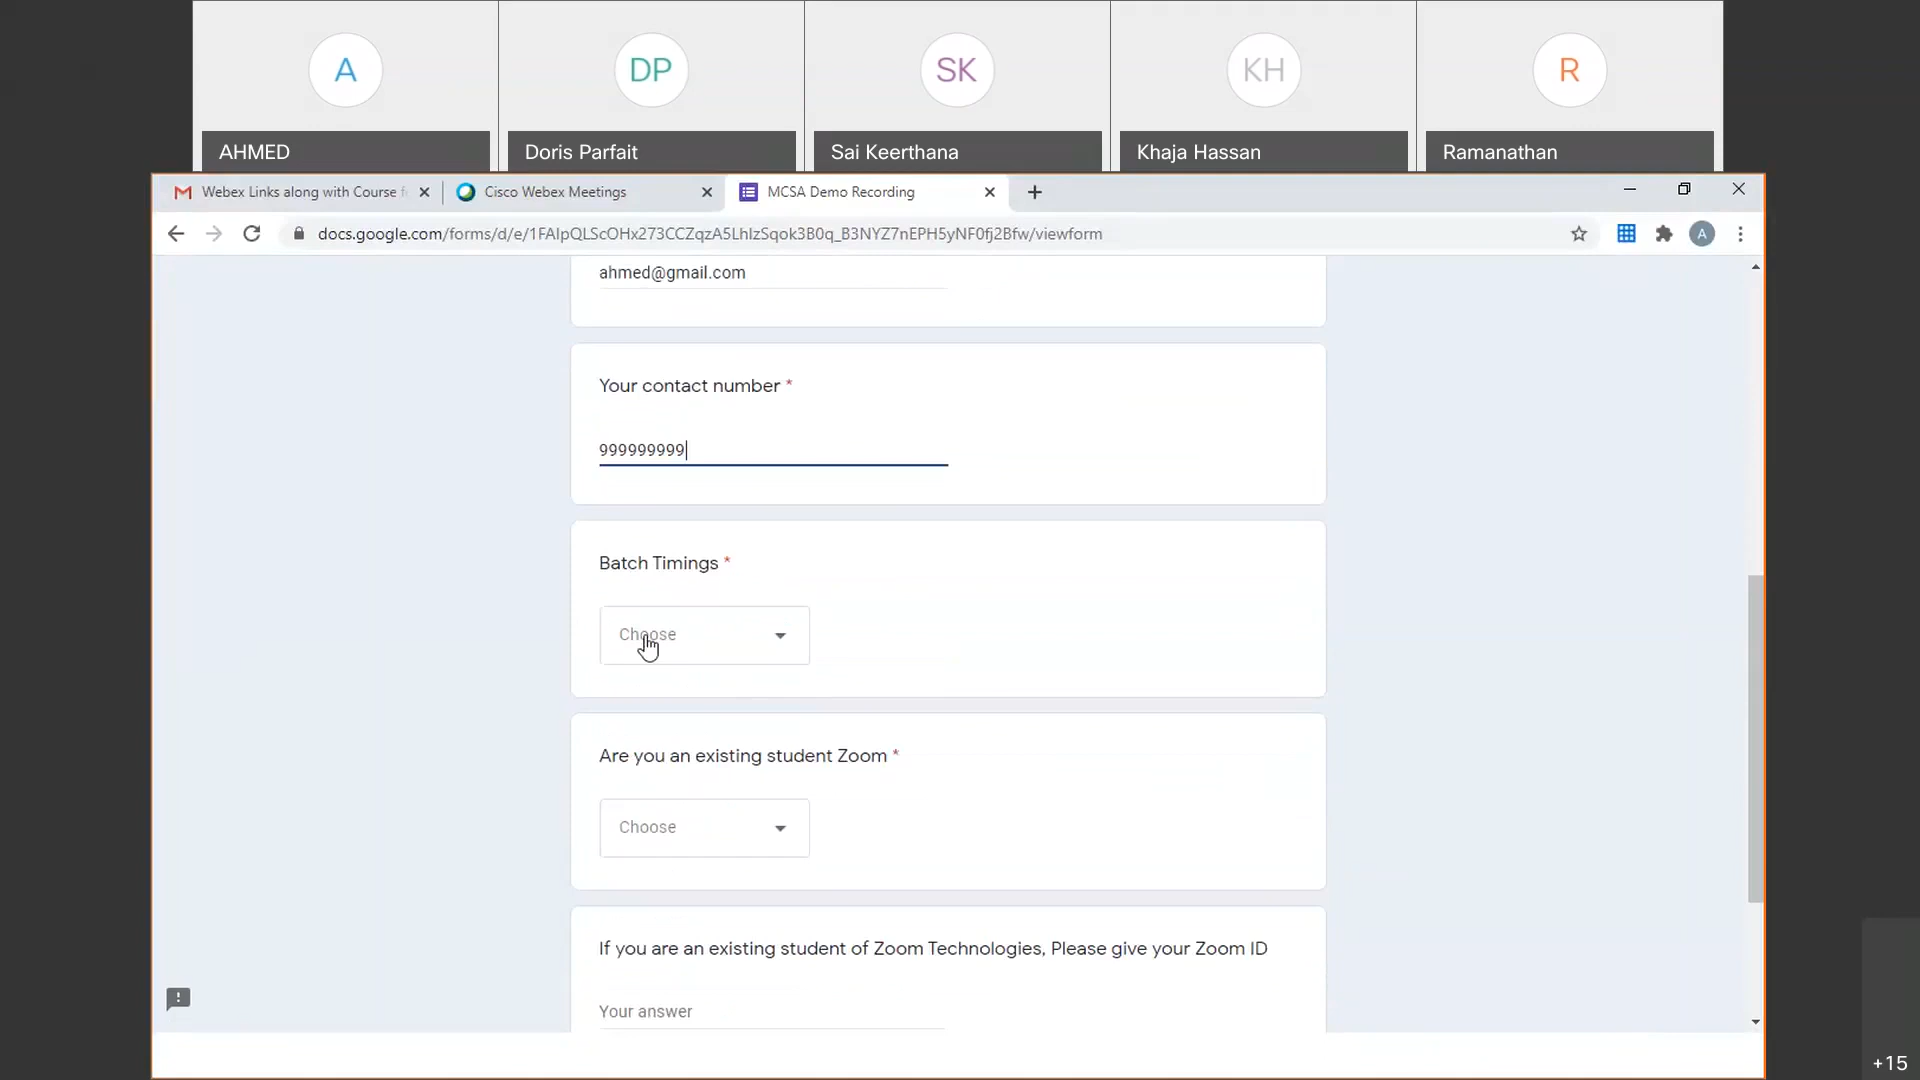 A
DP
SK
KH
R
AHMED
Doris Parfait
Sai Keerthana
Khaja Hassan
Ramanathan
Webex Links along with Course f
Cisco Webex Meetings
MCSA Demo Recording
docs.google.com/forms/d/e/1FAIpQLScOHx273CCZqzA5LhIzSqok3B0q_B3NYZ7nEPH5yNF0fj2Bfw/viewform
A
ahmed@gmail.com
Your contact number *
999999999
Batch Timings *
Choose
Are you an existing student Zoom *
Choose
If you are an existing student of Zoom Technologies, Please give your Zoom ID
Your answer
+15